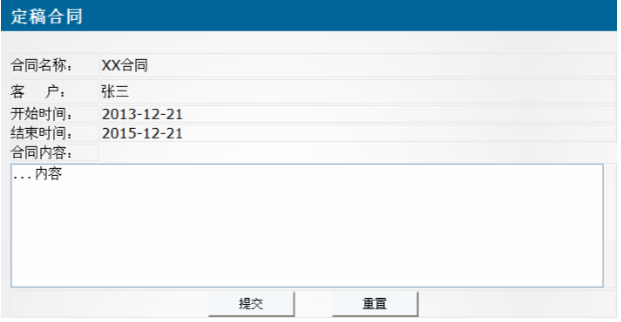 定稿合同
合同名称： XX合同
客 户： 张三
开始时间： 2013-12-21
结束时间： 2015-12-21
合同内容：
...内容
提交 重置